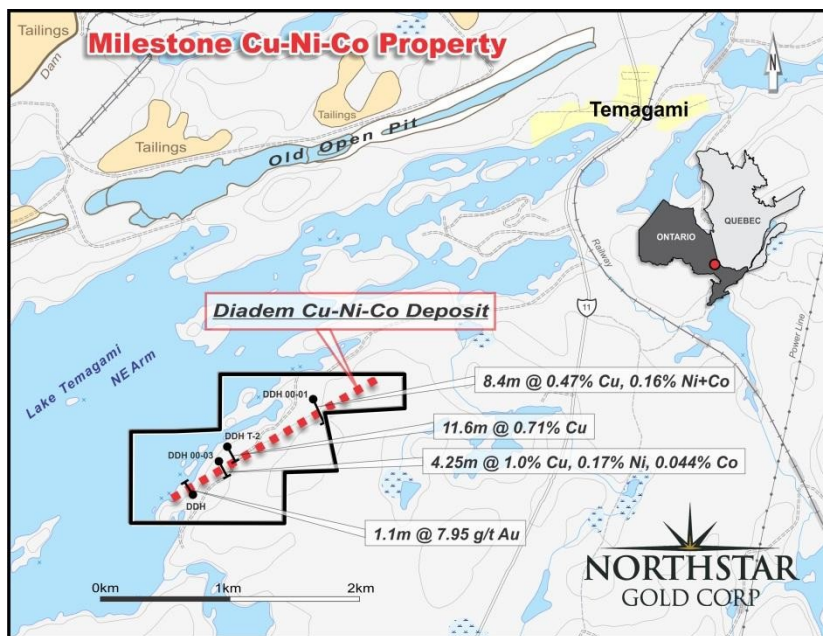 Tailings
Dam
Milestone Cu-Ni-Co Property
N
Tailings
Tailings
Old Open Pit
Temagami
QUEBEC
ONTARIO
Railway
11
Power Line
Diadem Cu-Ni-Co Deposit
Lake Temagami
NE Arm
DDH 00-01
8.4m @ 0.47% Cu, 0.16% Ni+Co
DDH T-2
11.6m @ 0.71% Cu
DDH 00-03
4.25m @ 1.0% Cu, 0.17% Ni, 0.044% Co
DDH
1.1m @ 7.95 g/t Au
0km 1km 2km
NORTHSTAR
GOLD CORP